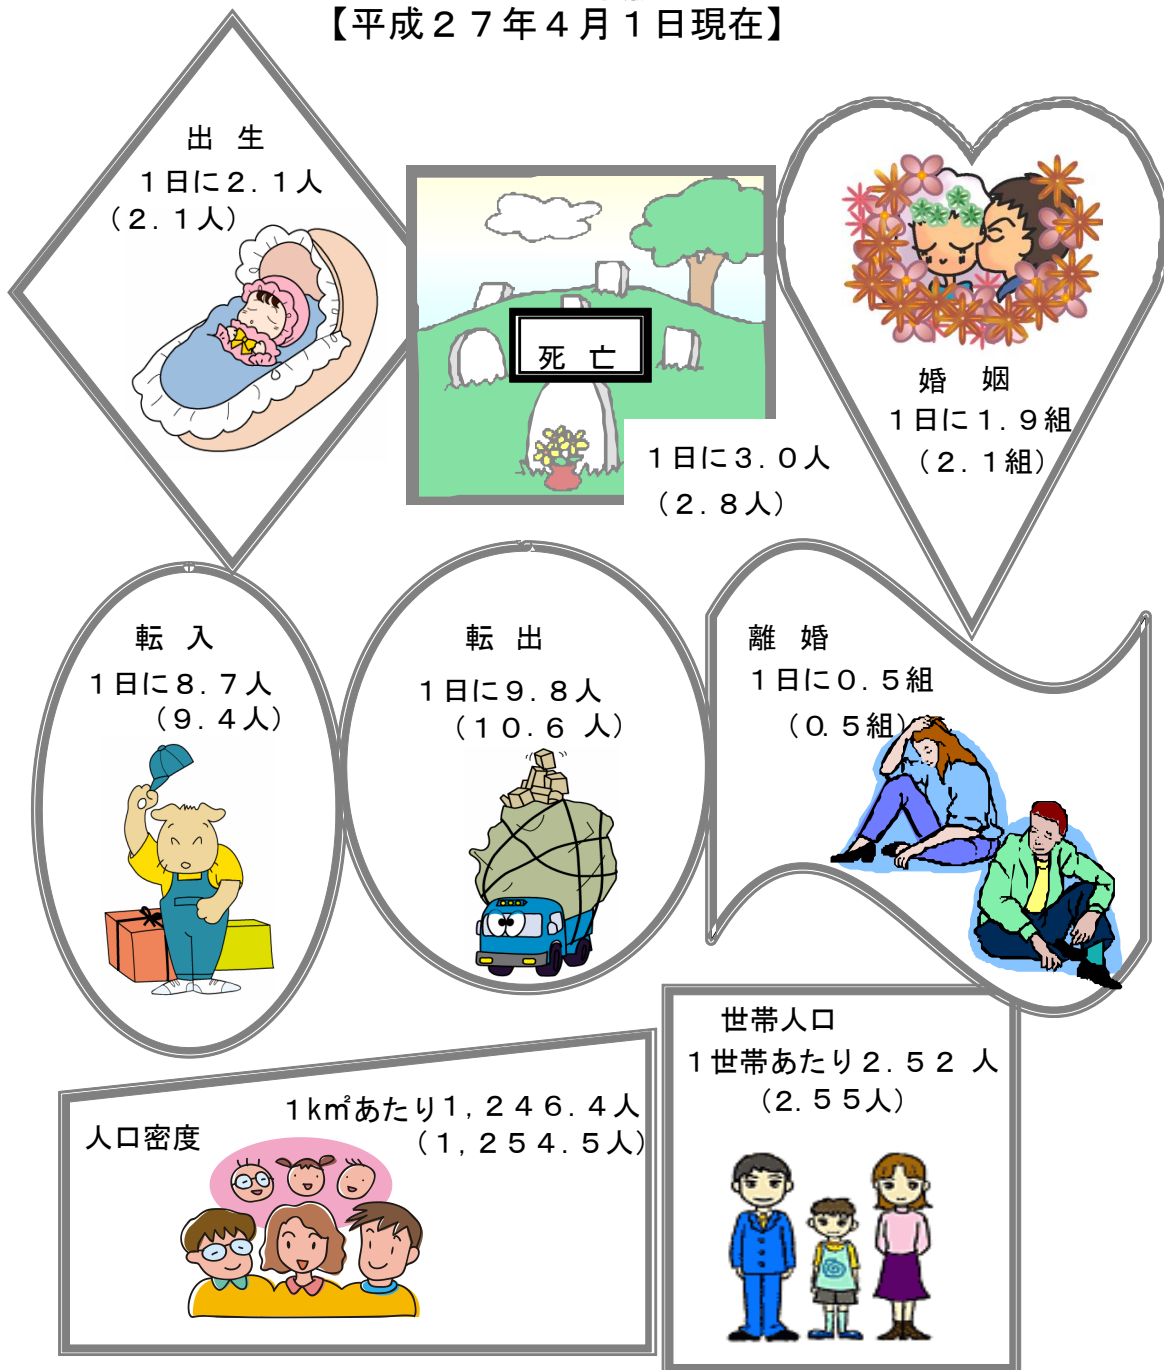 【平成２７年４月１日現在】
出 生
１日に２．１人
（２．１人）
死 亡
１日に３．０人
（２．８人）
婚 姻
１日に１．９組
（２．１組）
転 入
１日に８．７人
（９．４人）
転 出
１日に９．８人
（１０．６ 人）
離 婚
１日に０．５組
（０．５組）
人口密度
１k㎡あたり１，２４６．４人
（１，２５４．５人）
世帯人口
１世帯あたり２．５２ 人
（２．５５人）